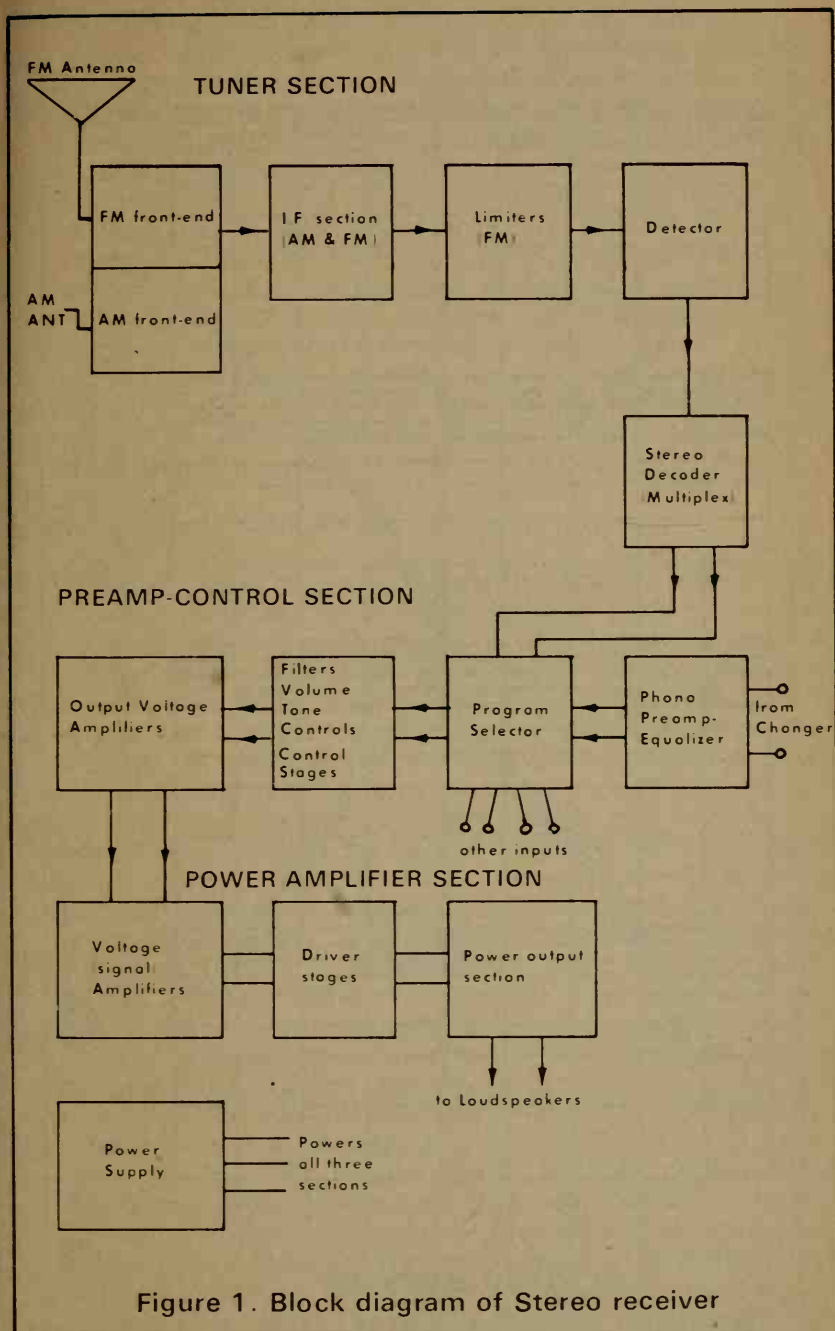 FM Antenna
TUNER SECTION
FM front-end
AM
ANT
AM front-end
IF section
(AM & FM)
Limiters
(FM)
Detector
Stereo
Decoder
(Multiplex)
PREAMP-CONTROL SECTION
Output Voltage
Amplifiers
Filters
Volume
Tone
Controls
Control
Stages
Program
Selector
Phono
Preamp-
Equalizer
from
Changer
other inputs
POWER AMPLIFIER SECTION
Voltage
signal
Amplifiers
Driver
stages
Power output
section
to Loudspeakers
Power
Supply
Powers
all three
sections
Figure 1. Block diagram of Stereo receiver